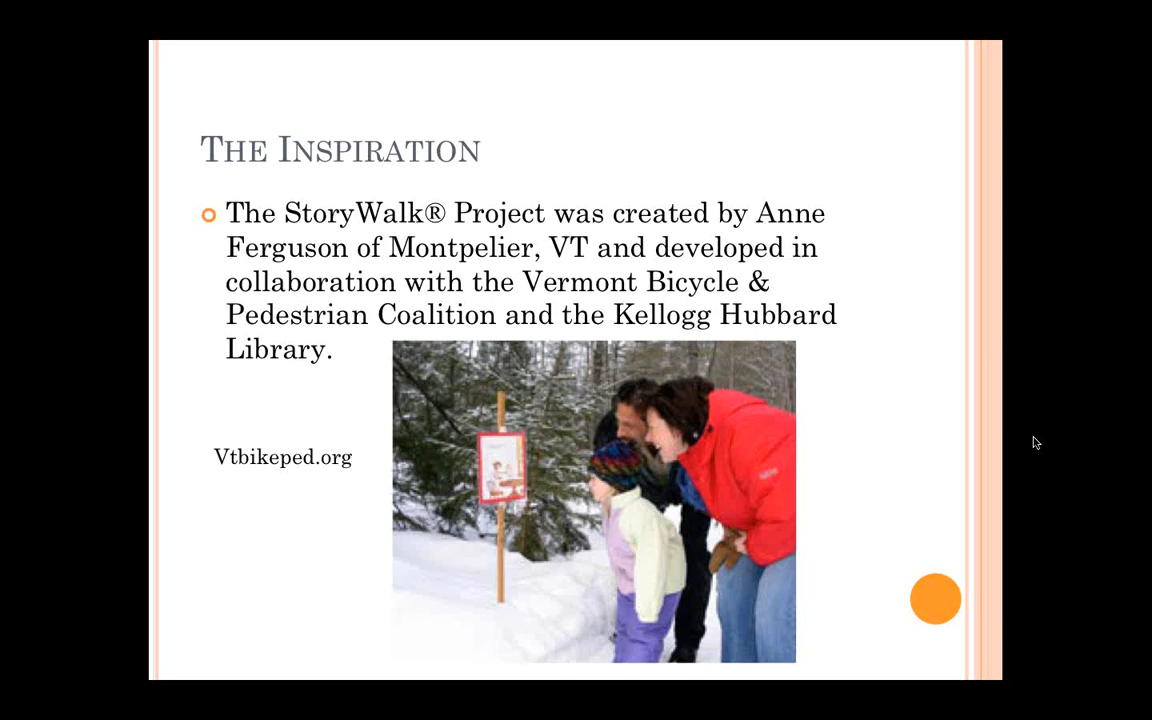 The Inspiration
The StoryWalk® Project was created by Anne
Ferguson of Montpelier, VT and developed in
collaboration with the Vermont Bicycle &
Pedestrian Coalition and the Kellogg Hubbard
Library.
Vtbikeped.org